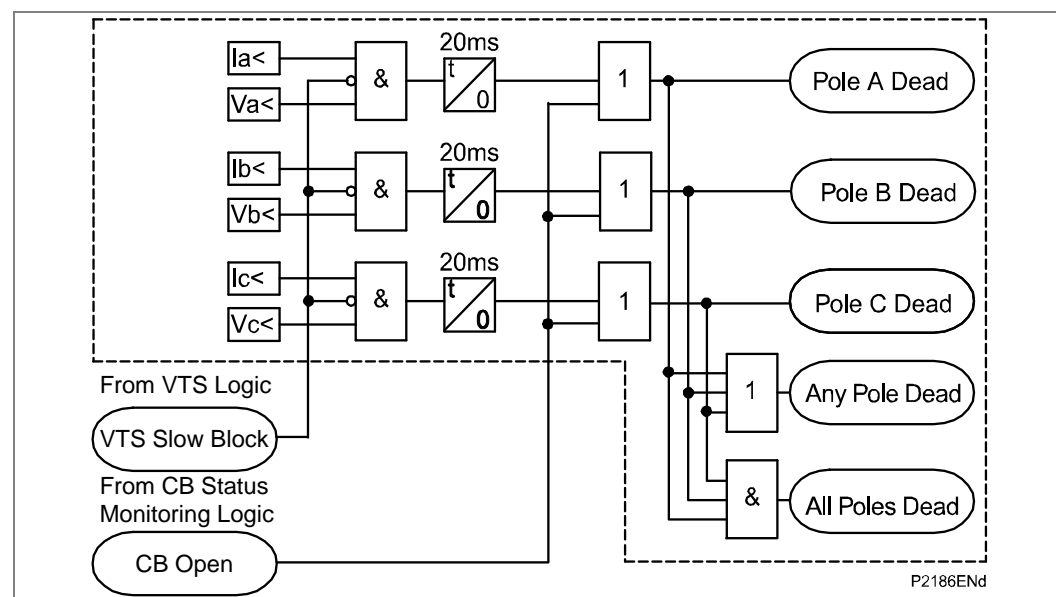 20ms
Ia<
Va<
&
t
0
1
Pole A Dead
20ms
Ib<
Vb<
&
t
0
1
Pole B Dead
20ms
Ic<
Vc<
&
t
0
1
Pole C Dead
From VTS Logic
VTS Slow Block
1
Any Pole Dead
From CB Status
Monitoring Logic
&
All Poles Dead
CB Open
P2186ENd